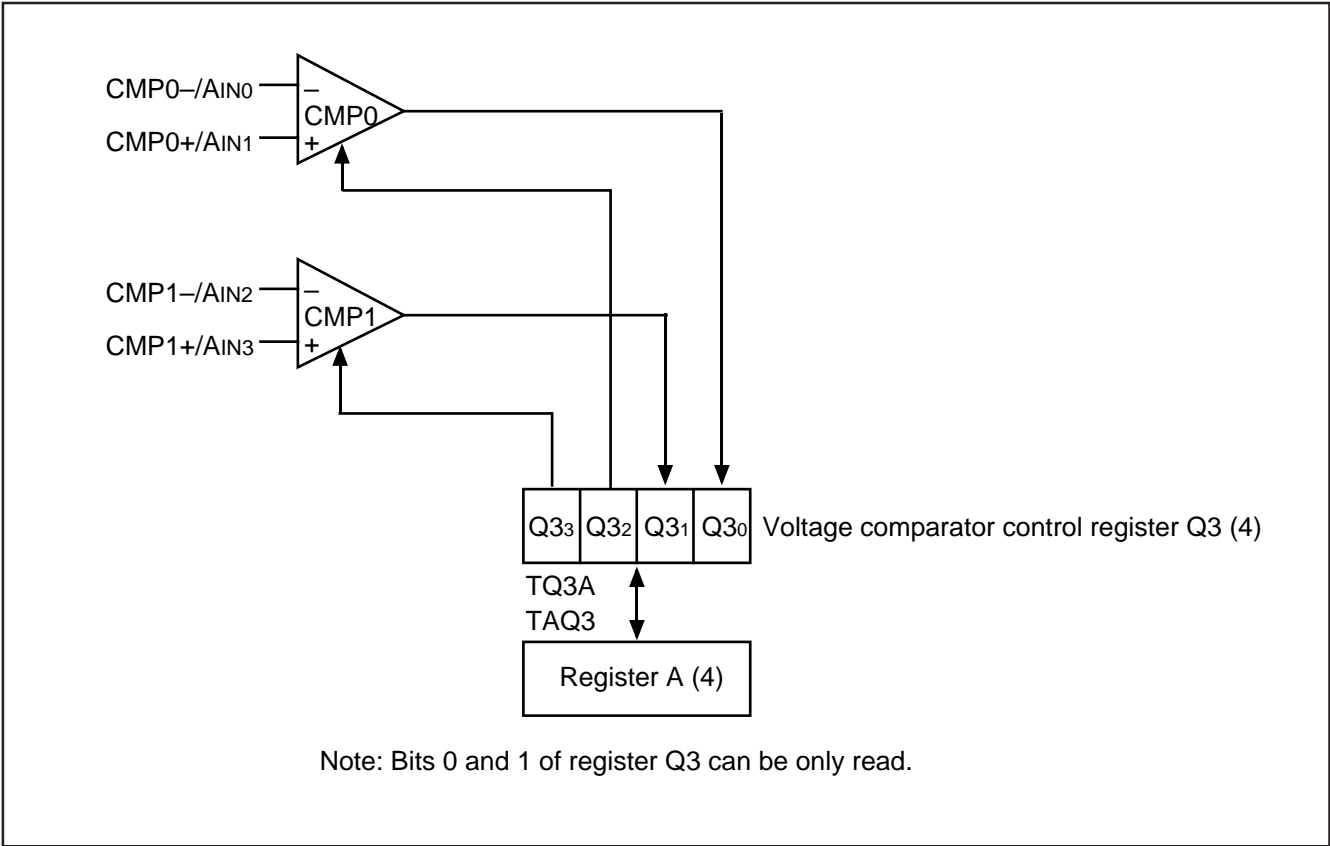 CMP0–/AIN0
–
CMP0
CMP0+/AIN1
+
CMP1–/AIN2
–
CMP1
CMP1+/AIN3
+
Q33 Q32 Q31 Q30 Voltage comparator control register Q3 (4)
TQ3A
TAQ3
Register A (4)
Note: Bits 0 and 1 of register Q3 can be only read.